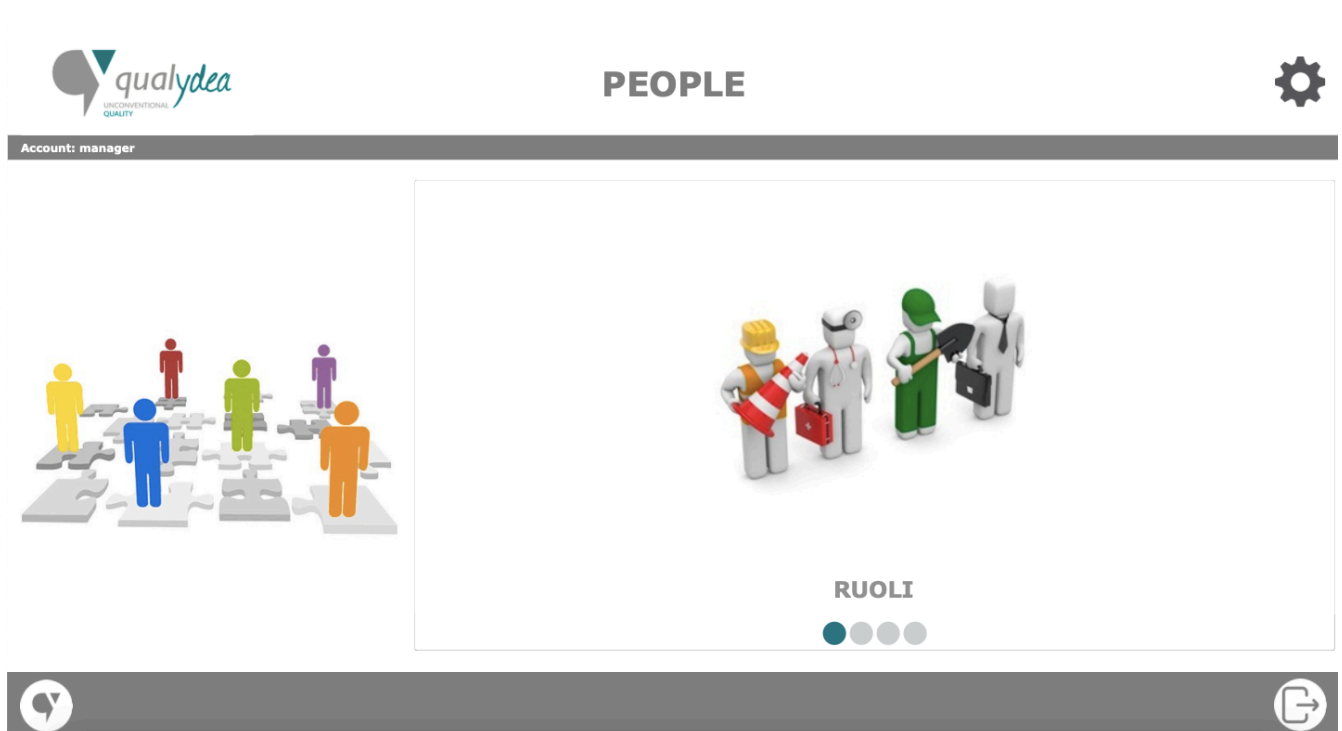 qualydea
UNCONVENTIONAL
QUALITY
PEOPLE
Account: manager
RUOLI